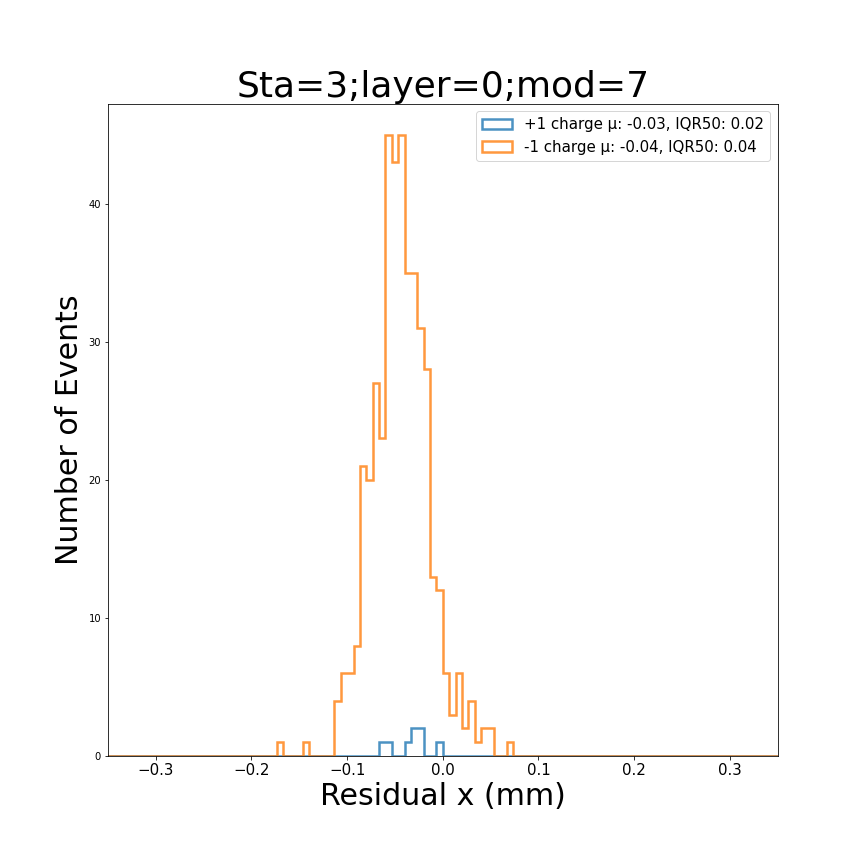 Sta=3;layer=0;mod=7
+1 charge μ: -0.03, IQR50: 0.02
-1 charge μ: -0.04, IQR50: 0.04
Number of Events
40
30
20
10
0
−0.3 −0.2 −0.1 0.0 0.1 0.2 0.3
Residual x (mm)